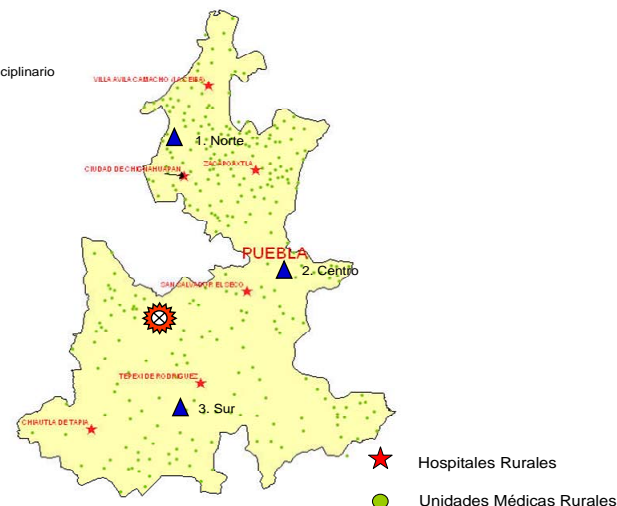 ciplinario
VILLA AVILA CAMACHO (LA CEIBA)
1. Norte
CIUDAD DE CHIGNAHUAPAN
ZACAPOAXTLA
PUEBLA
2. Centro
SAN SALVADOR EL SECO
TEPEXI DE RODRIGUEZ
3. Sur
CHIAUTLA DE TAPIA
Hospitales Rurales
Unidades Médicas Rurales